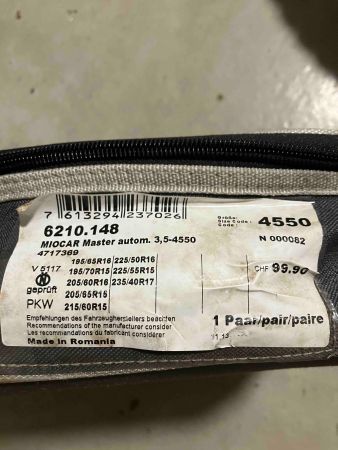 7 613294 237026
6210.148
MIOCAR Master autom. 3,5-4550
4717369
Größe:
Size Code:
Code:
4550
N 000082
V 5117
geprüft
PKW
195/65R16 225/50R16
195/70R15 225/55R15
205/60R16 235/40R17
205/65R15
215/60R15
CHF 99.90
Empfehlungen des Fahrzeugherstellers beachten
Recommendations of the manufacturer consider
Les recommandations du fabricant considérer
Made in Romania
1 Paar/pair/paire